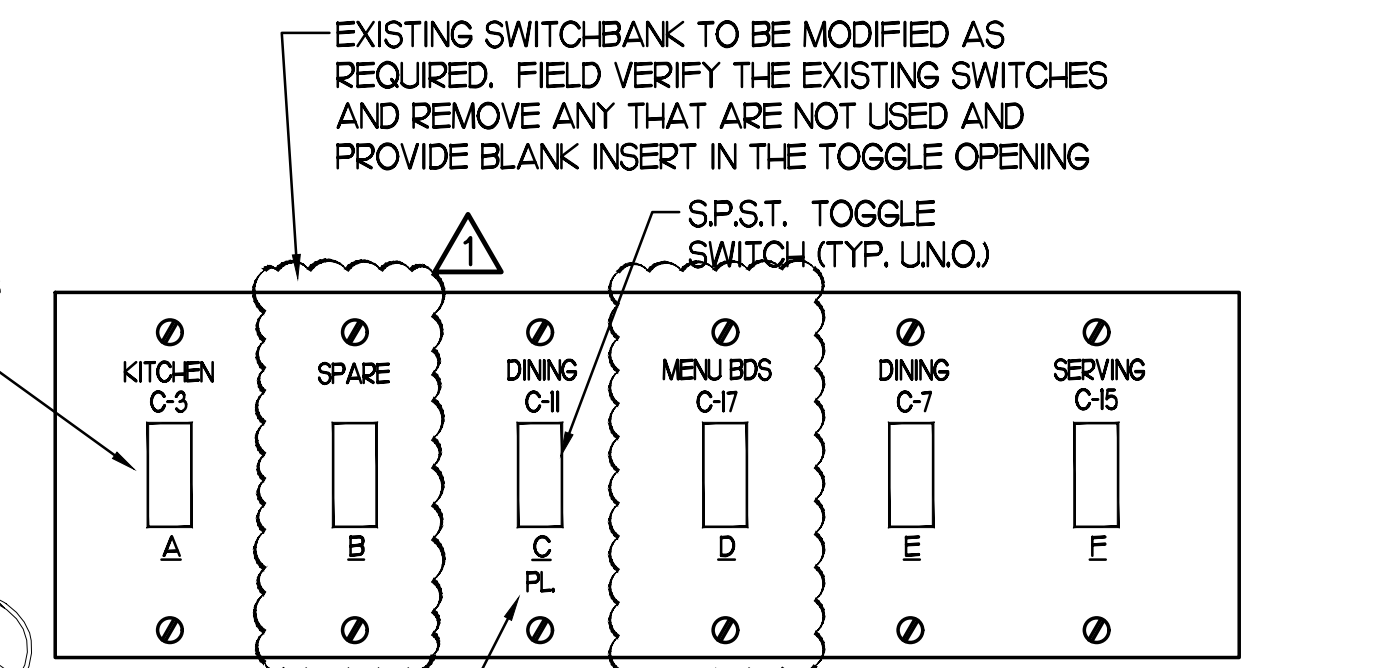 EXISTING SWITCHBANK TO BE MODIFIED AS
REQUIRED. FIELD VERIFY THE EXISTING SWITCHES
AND REMOVE ANY THAT ARE NOT USED AND
PROVIDE BLANK INSERT IN THE TOGGLE OPENING
S.P.S.T. TOGGLE
SWITCH (TYP. U.N.O.)
1
KITCHEN
C-3
A
SPARE
B
DINING
C-11
C
PL.
MENU BDS
C-17
D
DINING
C-7
E
SERVING
C-15
F